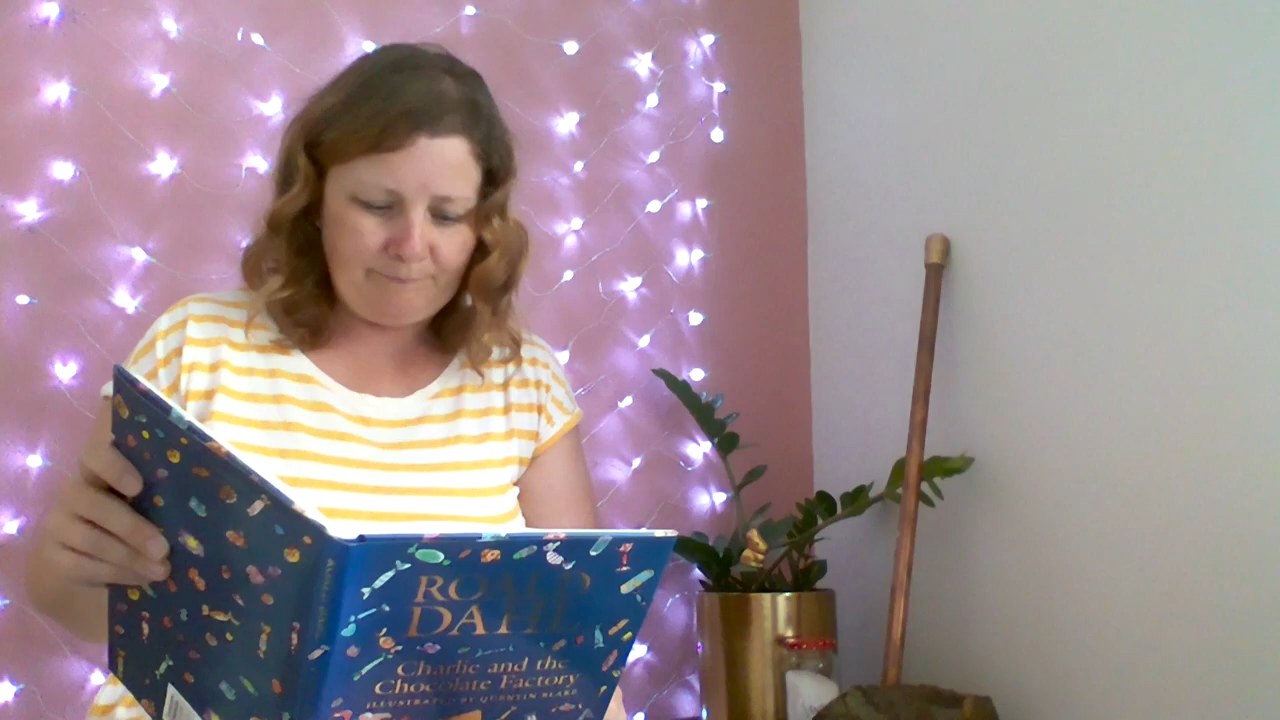 ROALD
DAHL
Charlie and the
Chocolate Factory
ILLUSTRATED BY QUENTIN BLAKE